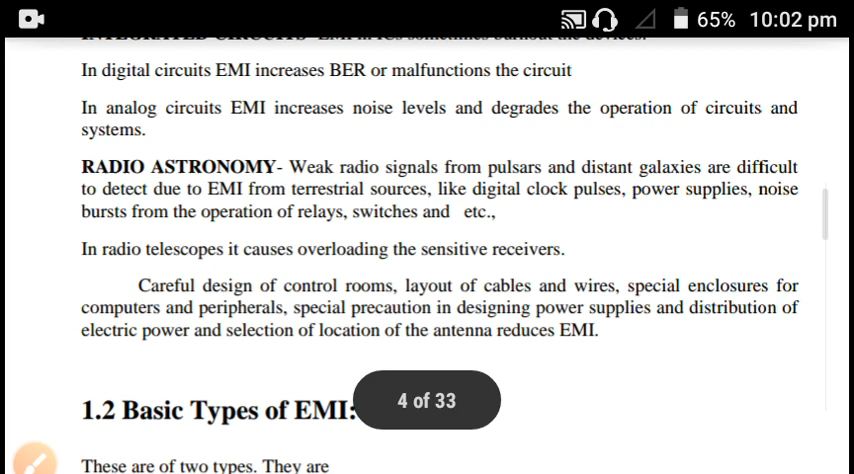 65% 10:02 pm
In digital circuits EMI increases BER or malfunctions the circuit
In analog circuits EMI increases noise levels and degrades the operation of circuits and
systems.
RADIO ASTRONOMY- Weak radio signals from pulsars and distant galaxies are difficult
to detect due to EMI from terrestrial sources, like digital clock pulses, power supplies, noise
bursts from the operation of relays, switches and etc.,
In radio telescopes it causes overloading the sensitive receivers.
Careful design of control rooms, layout of cables and wires, special enclosures for
computers and peripherals, special precaution in designing power supplies and distribution of
electric power and selection of location of the antenna reduces EMI.
1.2 Basic Types of EMI:
4 of 33
These are of two types. They are